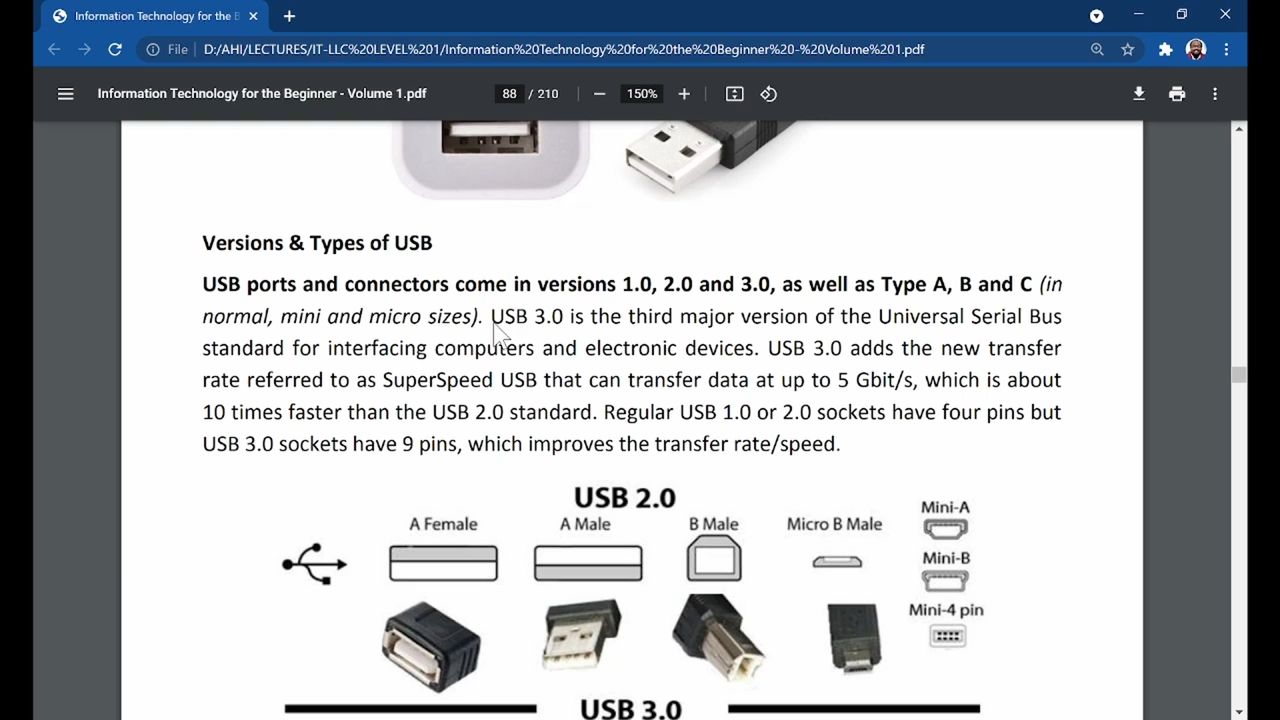 Information Technology for the B
File D:/AHI/LECTURES/IT-LLC%20LEVEL%201/Information%20Technology%20for%20the%20Beginner%20-%20Volume%201.pdf
Information Technology for the Beginner - Volume 1.pdf 88 / 210 150%
Versions & Types of USB
USB ports and connectors come in versions 1.0, 2.0 and 3.0, as well as Type A, B and C (in
normal, mini and micro sizes). USB 3.0 is the third major version of the Universal Serial Bus
standard for interfacing computers and electronic devices. USB 3.0 adds the new transfer
rate referred to as SuperSpeed USB that can transfer data at up to 5 Gbit/s, which is about
10 times faster than the USB 2.0 standard. Regular USB 1.0 or 2.0 sockets have four pins but
USB 3.0 sockets have 9 pins, which improves the transfer rate/speed.
USB 2.0
A Female A Male B Male Micro B Male Mini-A
Mini-B
Mini-4 pin
USB 3.0